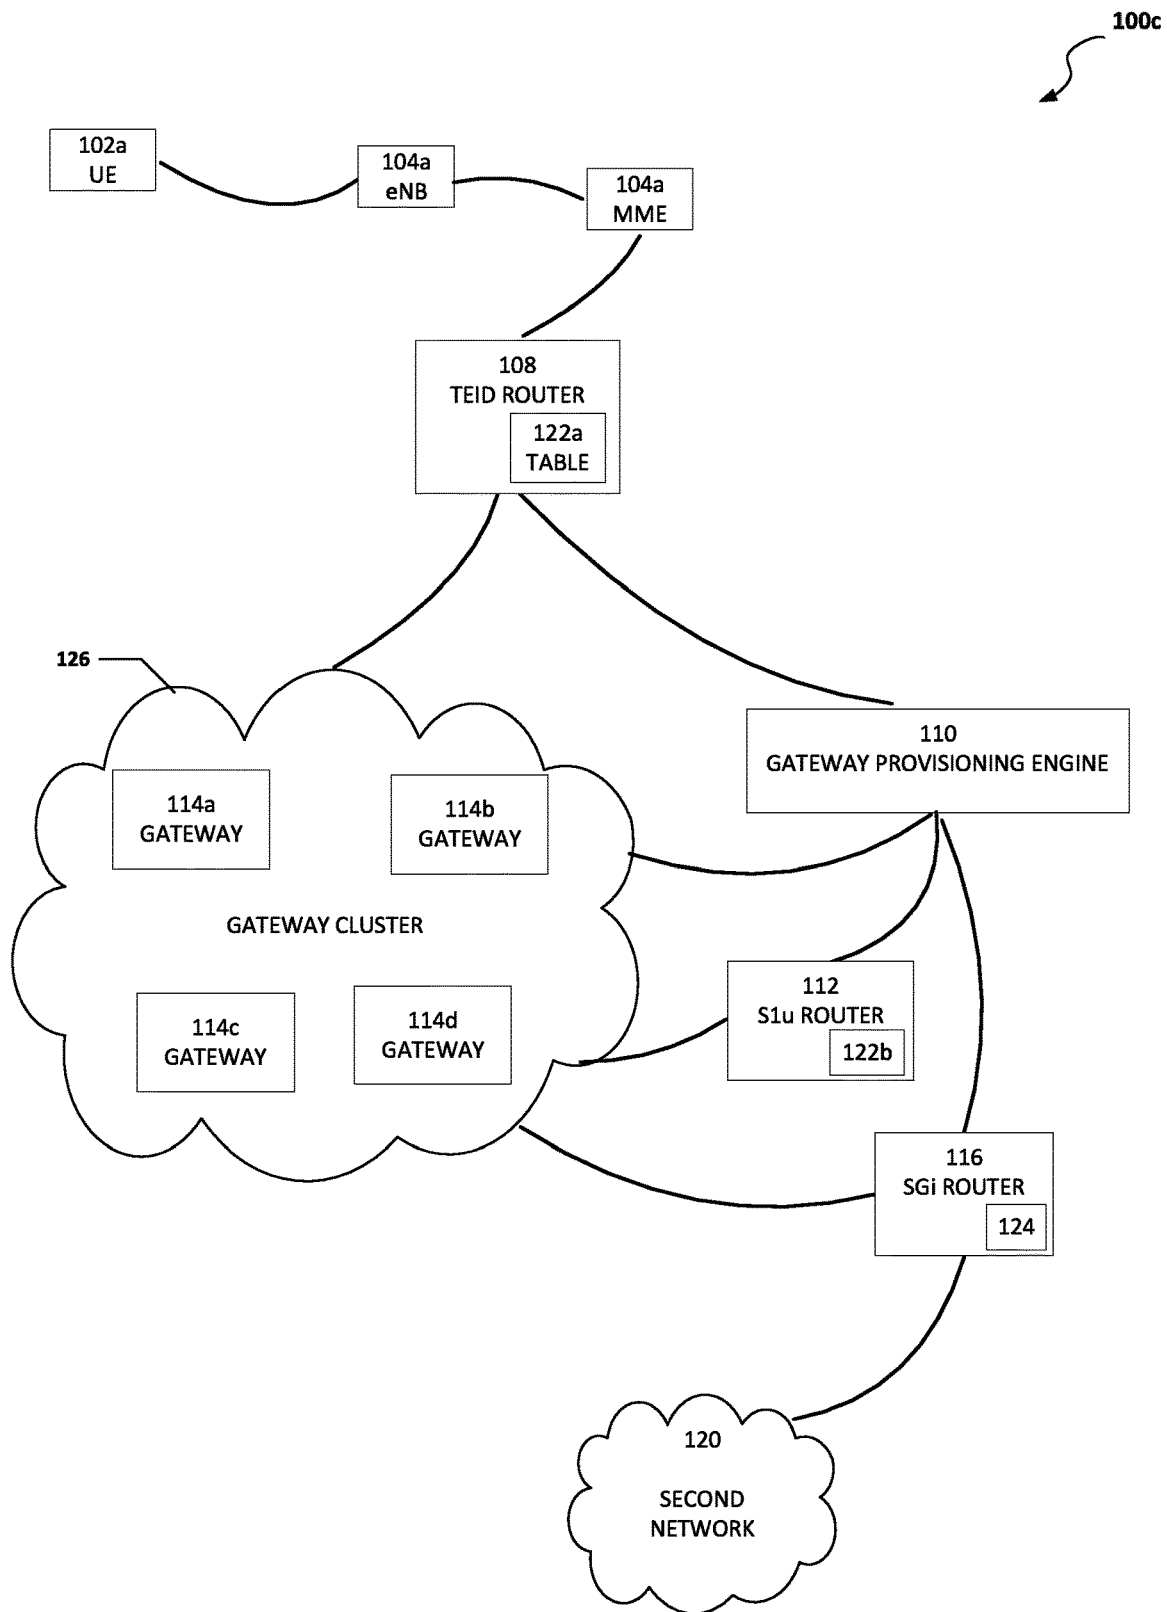 100c
102a
UE
104a
eNB
104a
MME
108
TEID ROUTER
122a
TABLE
126
110
GATEWAY PROVISIONING ENGINE
114a
GATEWAY
114b
GATEWAY
GATEWAY CLUSTER
112
S1u ROUTER
122b
114c
GATEWAY
114d
GATEWAY
116
SGi ROUTER
124
120
SECOND
NETWORK